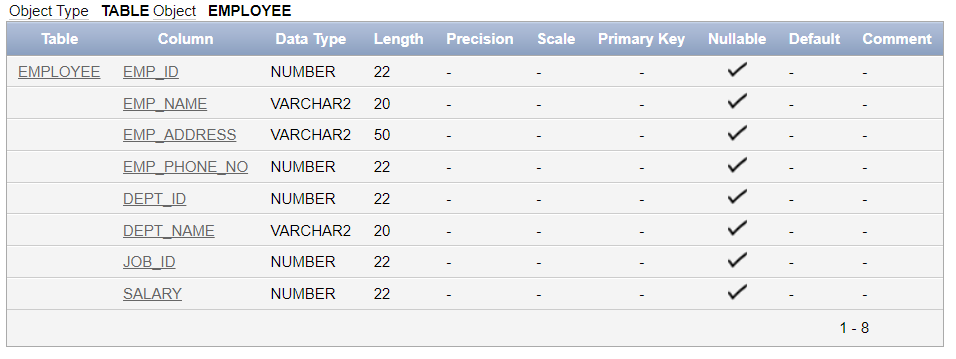 Object Type TABLE Object EMPLOYEE
Table Column Data Type Length Precision Scale Primary Key Nullable Default Comment
EMPLOYEE EMP_ID NUMBER 22 - - - - -
EMP_NAME VARCHAR2 20 - - - - -
EMP_ADDRESS VARCHAR2 50 - - - - -
EMP_PHONE_NO NUMBER 22 - - - - -
DEPT_ID NUMBER 22 - - - - -
DEPT_NAME VARCHAR2 20 - - - - -
JOB_ID NUMBER 22 - - - - -
SALARY NUMBER 22 - - - - -
1 - 8